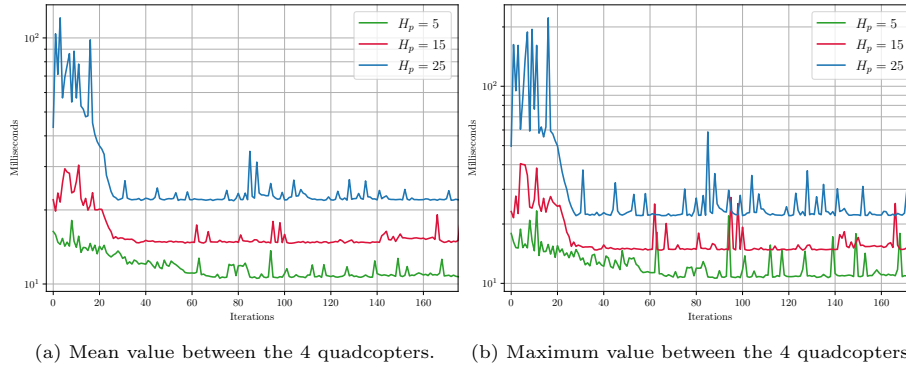 10²
10¹
Milliseconds
0 20 40 60 80 100 120 140 160
Iterations
H_p = 5
H_p = 15
H_p = 25
(a) Mean value between the 4 quadcopters.
10²
10¹
Milliseconds
0 20 40 60 80 100 120 140 160
Iterations
H_p = 5
H_p = 15
H_p = 25
(b) Maximum value between the 4 quadcopters